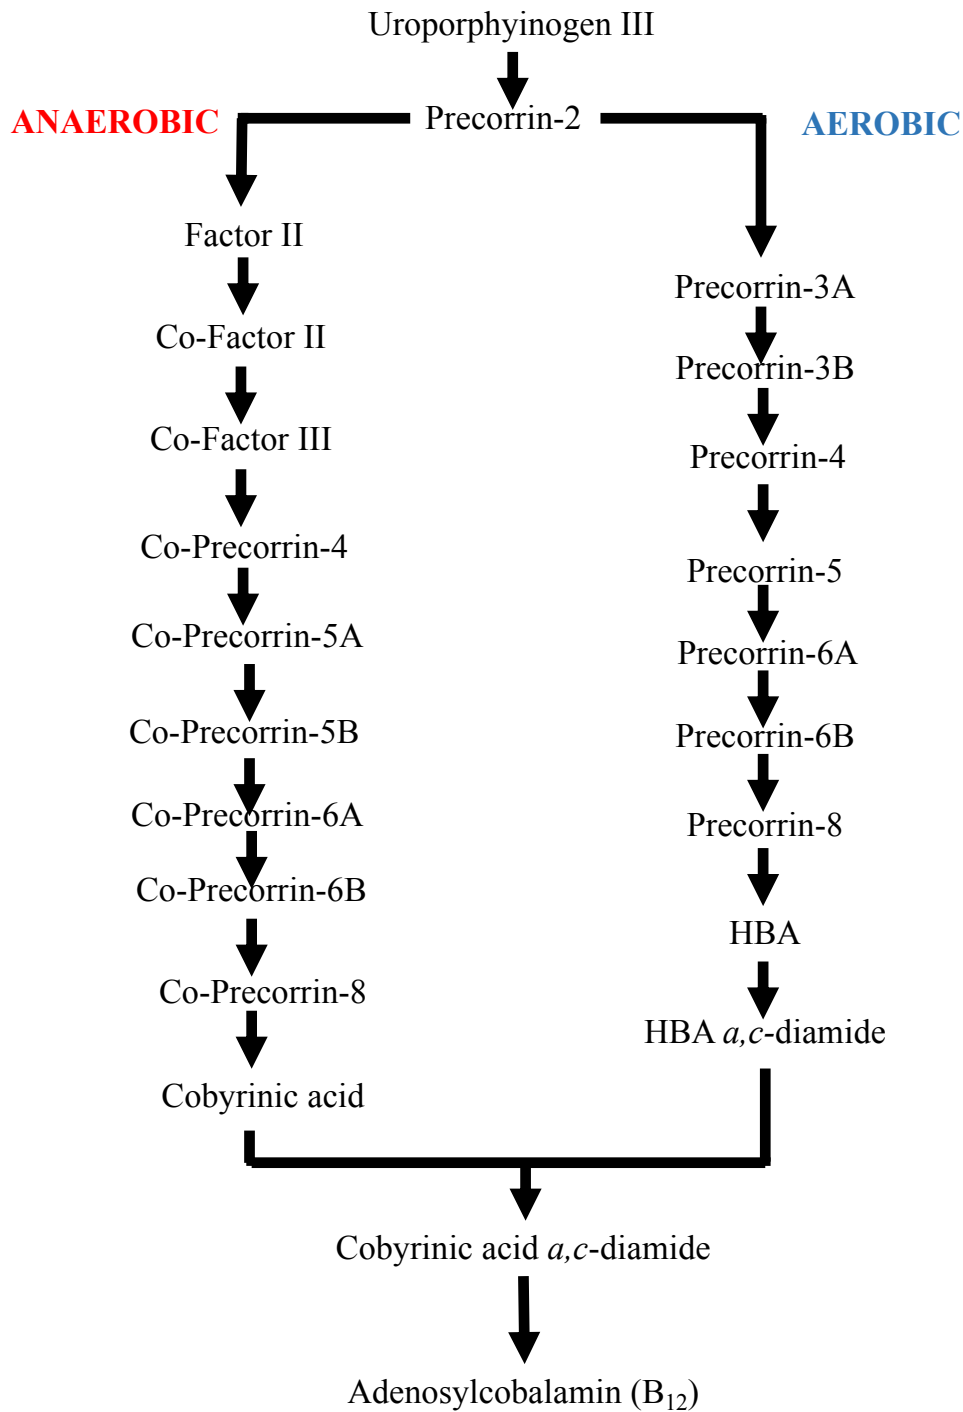 Uroporphyinogen III
ANAEROBIC
Precorrin-2
AEROBIC
Factor II
Co-Factor II
Co-Factor III
Co-Precorrin-4
Co-Precorrin-5A
Co-Precorrin-5B
Co-Precorrin-6A
Co-Precorrin-6B
Co-Precorrin-8
Cobyrinic acid
Precorrin-3A
Precorrin-3B
Precorrin-4
Precorrin-5
Precorrin-6A
Precorrin-6B
Precorrin-8
HBA
HBA a,c-diamide
Cobyrinic acid a,c-diamide
Adenosylcobalamin (B₁₂)